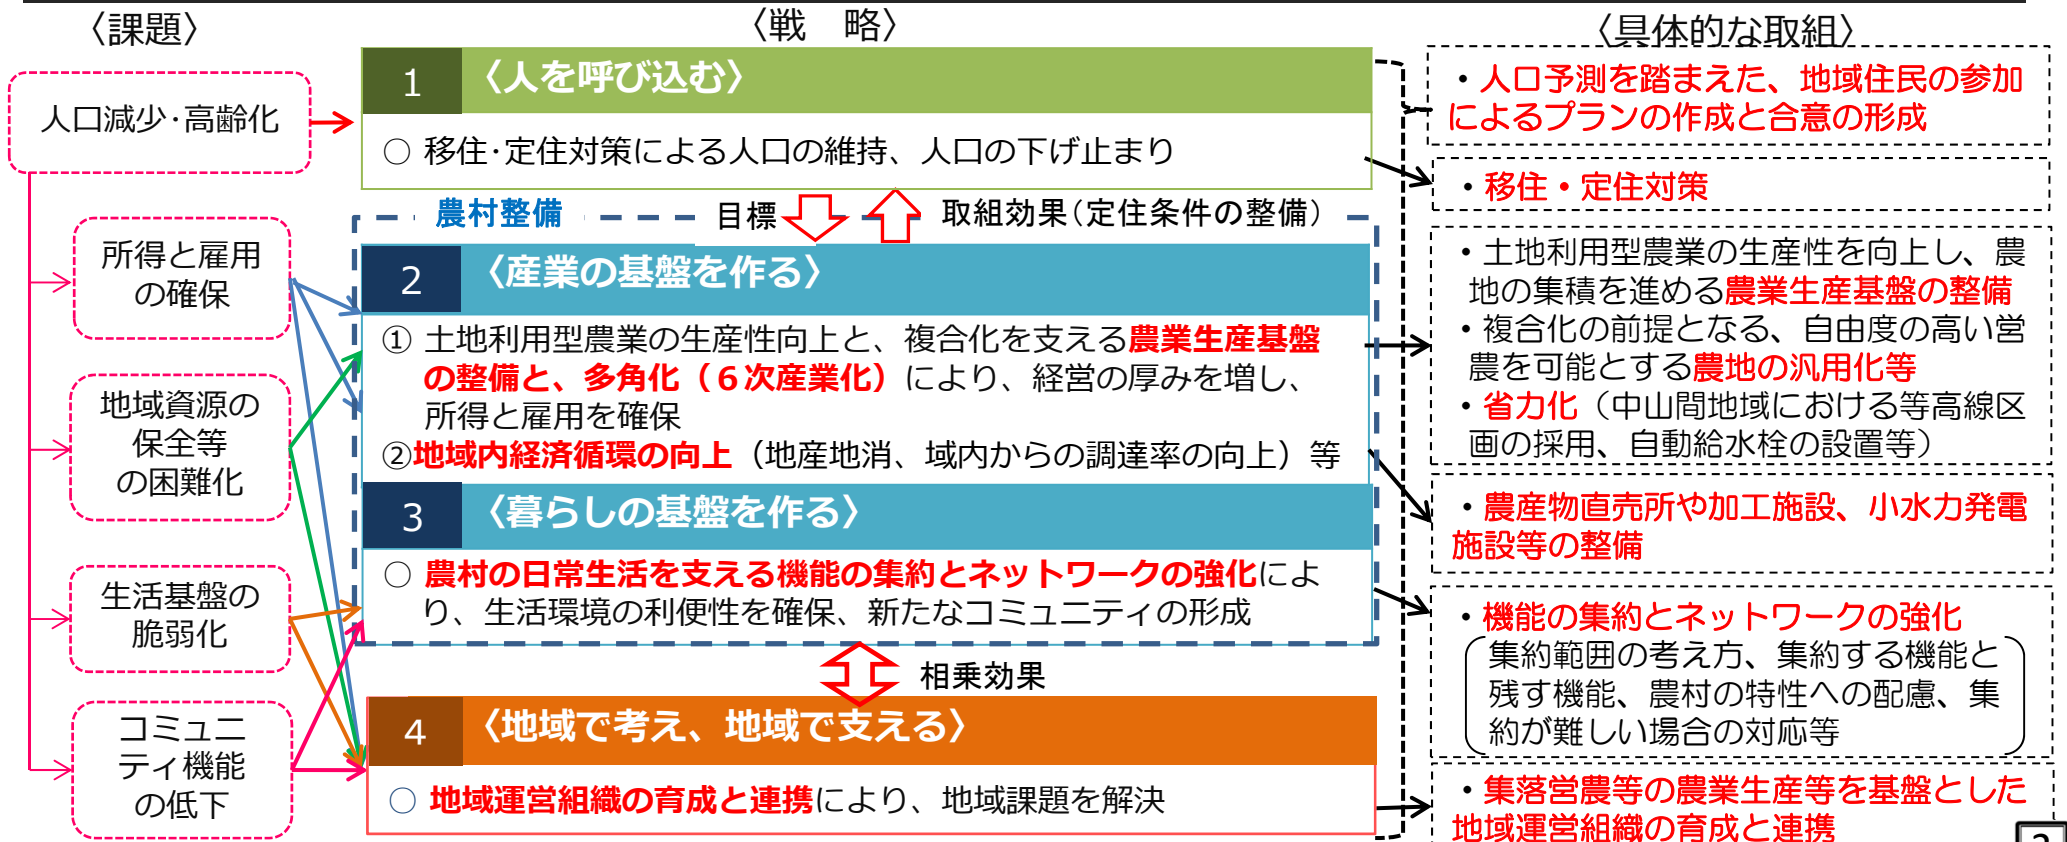 〈課題〉
〈戦　略〉
〈具体的な取組〉
人口減少・高齢化
所得と雇用
の確保
地域資源の
保全等
の困難化
生活基盤の
脆弱化
コミュニ
ティ機能
の低下
1 〈人を呼び込む〉
○ 移住・定住対策による人口の維持、人口の下げ止まり
農村整備
目標
取組効果（定住条件の整備）
2 〈産業の基盤を作る〉
① 土地利用型農業の生産性向上と、複合化を支える農業生産基盤
の整備と、多角化（６次産業化）により、経営の厚みを増し、
所得と雇用を確保
②地域内経済循環の向上（地産地消、域内からの調達率の向上）等
3 〈暮らしの基盤を作る〉
○ 農村の日常生活を支える機能の集約とネットワークの強化によ
り、生活環境の利便性を確保、新たなコミュニティの形成
相乗効果
4 〈地域で考え、地域で支える〉
○ 地域運営組織の育成と連携により、地域課題を解決
・人口予測を踏まえた、地域住民の参加
によるプランの作成と合意の形成
・移住・定住対策
・土地利用型農業の生産性を向上し、農
地の集積を進める農業生産基盤の整備
・複合化の前提となる、自由度の高い営
農を可能とする農地の汎用化等
・省力化（中山間地域における等高線区
画の採用、自動給水栓の設置等）
・農産物直売所や加工施設、小水力発電
施設等の整備
・機能の集約とネットワークの強化
集約範囲の考え方、集約する機能と
残す機能、農村の特性への配慮、集
約が難しい場合の対応等
・集落営農等の農業生産等を基盤とした
地域運営組織の育成と連携